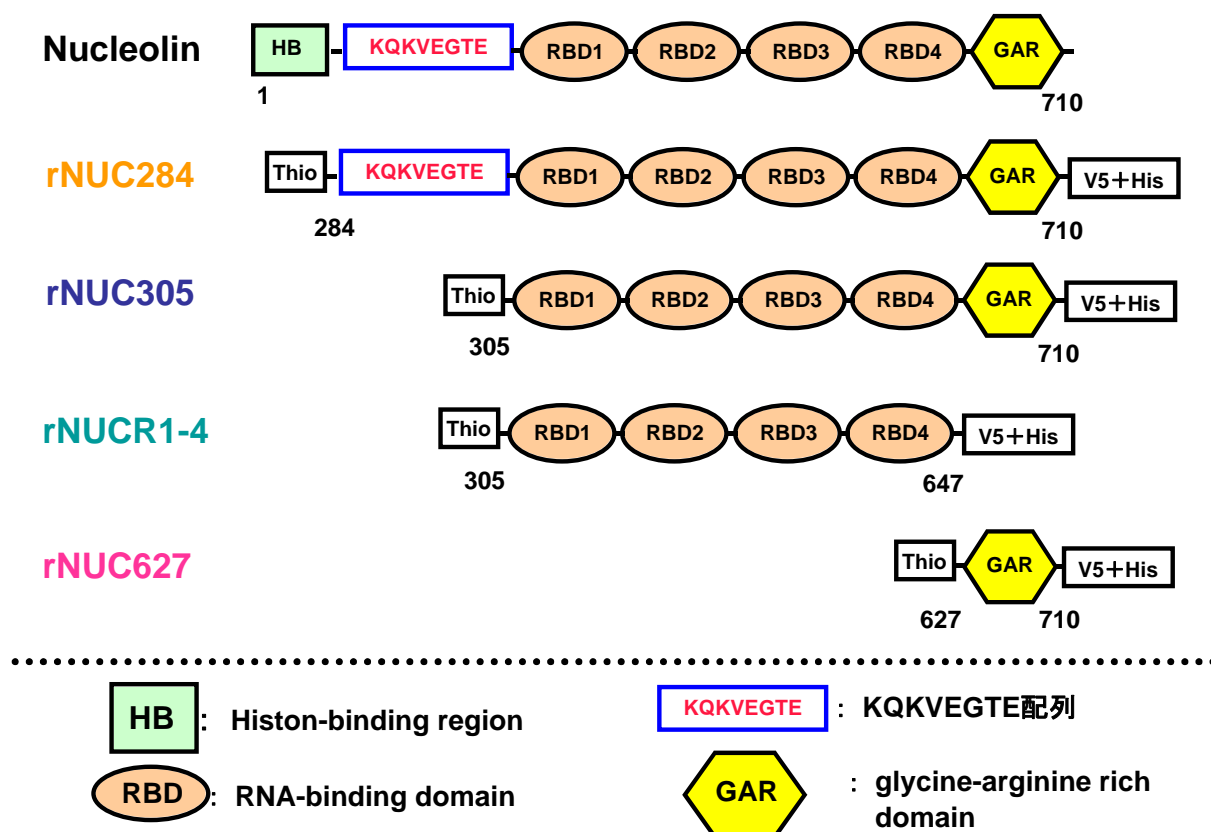 Nucleolin HB KQKVEGTE RBD1 RBD2 RBD3 RBD4 GAR
1 710
rNUC284 Thio KQKVEGTE RBD1 RBD2 RBD3 RBD4 GAR V5+His
284 710
rNUC305 Thio RBD1 RBD2 RBD3 RBD4 GAR V5+His
305 710
rNUCR1-4 Thio RBD1 RBD2 RBD3 RBD4 V5+His
305 647
rNUC627 Thio GAR V5+His
627 710
HB : Histon-binding region
KQKVEGTE : KQKVEGTE配列
RBD : RNA-binding domain
GAR : glycine-arginine rich
domain